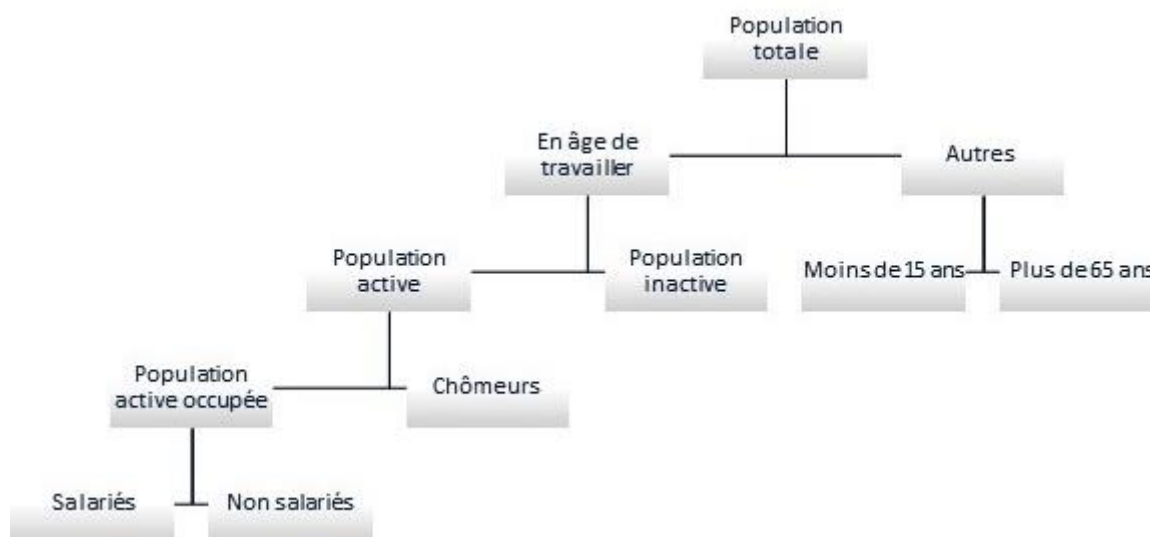 Population
totale
En âge de
travailler
Autres
Population
active
Population
inactive
Moins de 15 ans
Plus de 65 ans
Population
active occupée
Chômeurs
Salariés
Non salariés